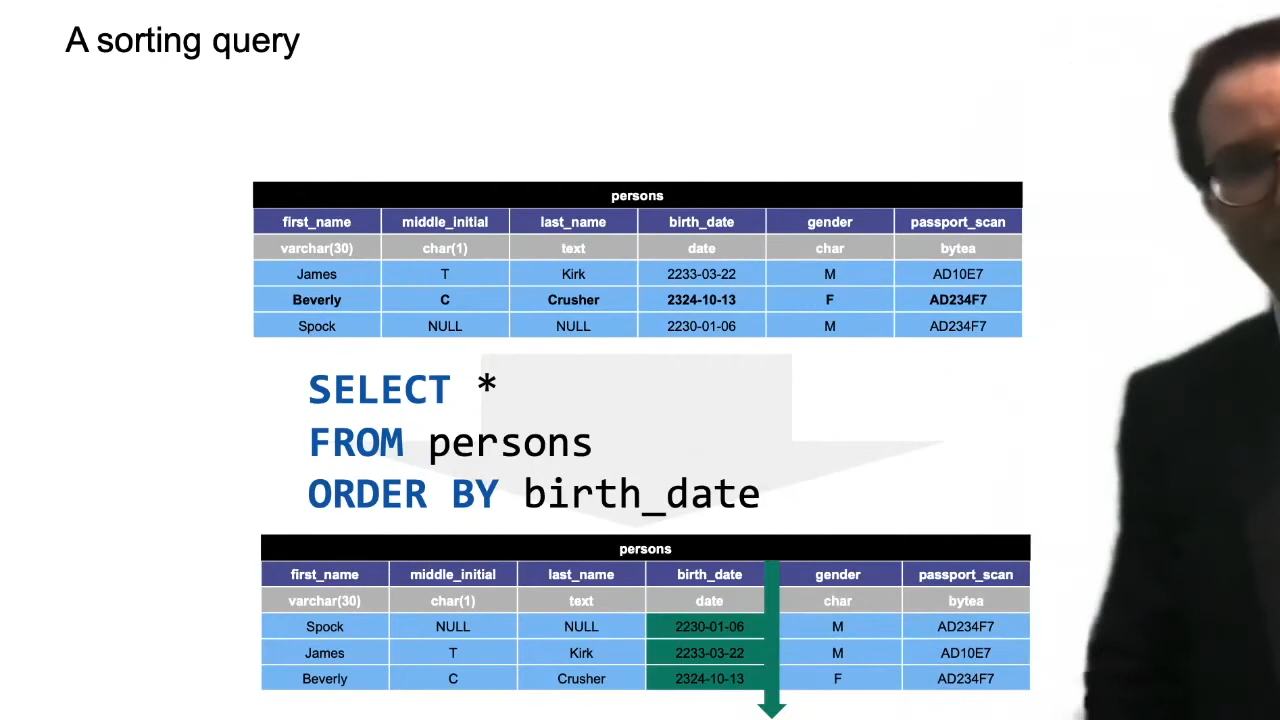 A sorting query
persons
first_name middle_initial last_name birth_date gender passport_scan
varchar(30) char(1) text date char bytea
James T Kirk 2233-03-22 M AD10E7
Beverly C Crusher 2324-10-13 F AD234F7
Spock NULL NULL 2230-01-06 M AD234F7
SELECT *
FROM persons
ORDER BY birth_date
persons
first_name middle_initial last_name birth_date gender passport_scan
varchar(30) char(1) text date char bytea
Spock NULL NULL 2230-01-06 M AD234F7
James T Kirk 2233-03-22 M AD10E7
Beverly C Crusher 2324-10-13 F AD234F7